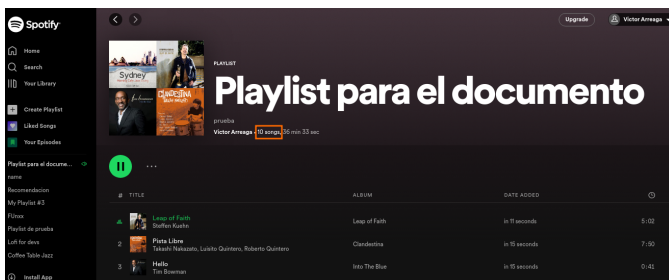 Spotify
Home
Search
Your Library
Create Playlist
Liked Songs
Your Episodes
Playlist para el docume...
name
Recomendacion
My Playlist #3
FUnxx
Playlist de prueba
Lofi for devs
Coffee Table Jazz
Install App
Upgrade
Victor Arreaga
Sydney
CLANDESTINA
PLAYLIST
Playlist para el documento
prueba
Victor Arreaga • 10 songs, 36 min 33 sec
# TITLE ALBUM DATE ADDED
Leap of Faith Leap of Faith in 11 seconds 5:02
Steffen Kuehn
2 Pista Libre Clandestina in 15 seconds 7:50
Takashi Nakazato, Luisito Quintero, Roberto Quintero
3 Hello Into The Blue in 15 seconds 0:41
Tim Bowman